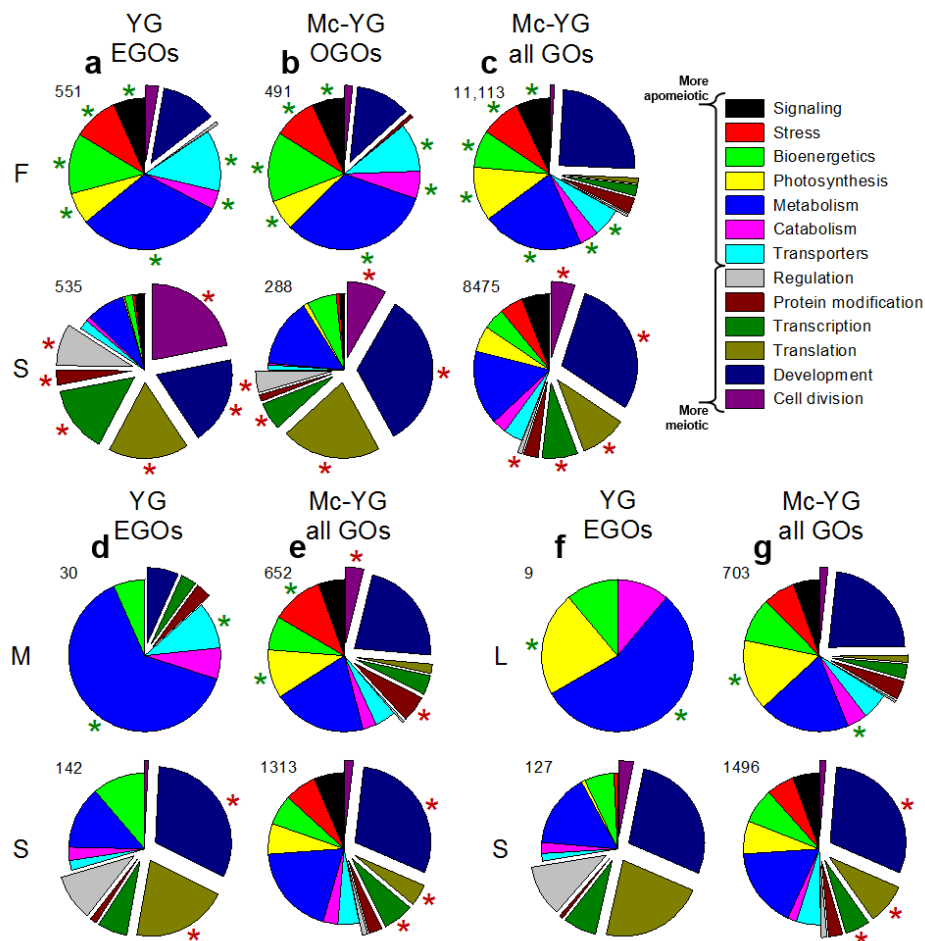 YG
EGOs
Mc-YG
OGOs
Mc-YG
all GOs
a
b
c
551
491
11,113
F
* * * * * * *
* * * * * * *
* * * * * * *
535
288
8475
S
* * * * * *
* * * * * *
* * * * * *
More
apomeiotic
Signaling
Stress
Bioenergetics
Photosynthesis
Metabolism
Catabolism
Transporters
Regulation
Protein modification
Transcription
Translation
Development
Cell division
More
meiotic
YG
EGOs
Mc-YG
all GOs
YG
EGOs
Mc-YG
all GOs
d
e
f
g
30
652
9
703
M
L
* *
* * * *
* *
* *
142
1313
127
1496
S
S
* *
* * * *
* * * *